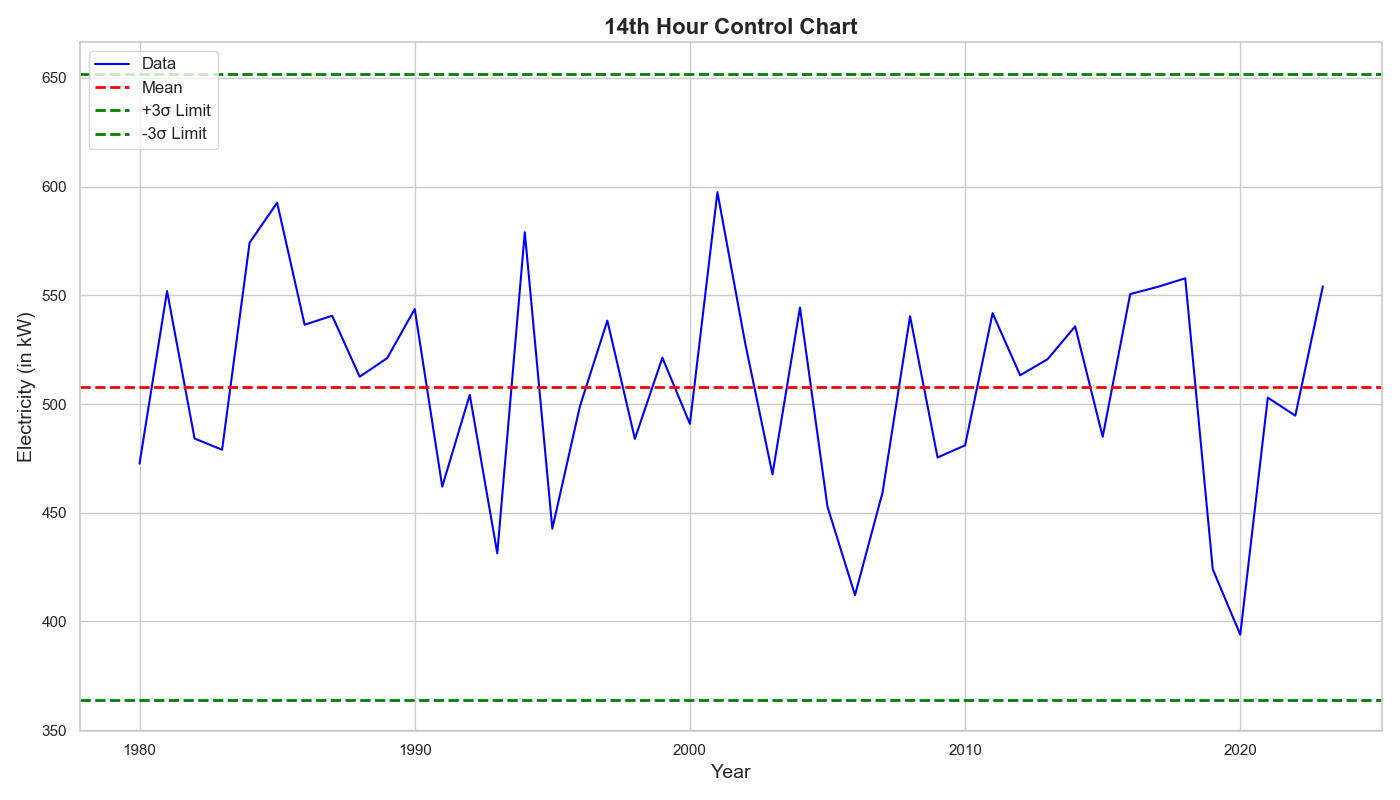 14th Hour Control Chart
Data
Mean
+3σ Limit
-3σ Limit
Electricity (in kW)
650
600
550
500
450
400
350
1980
1990
2000
2010
2020
Year